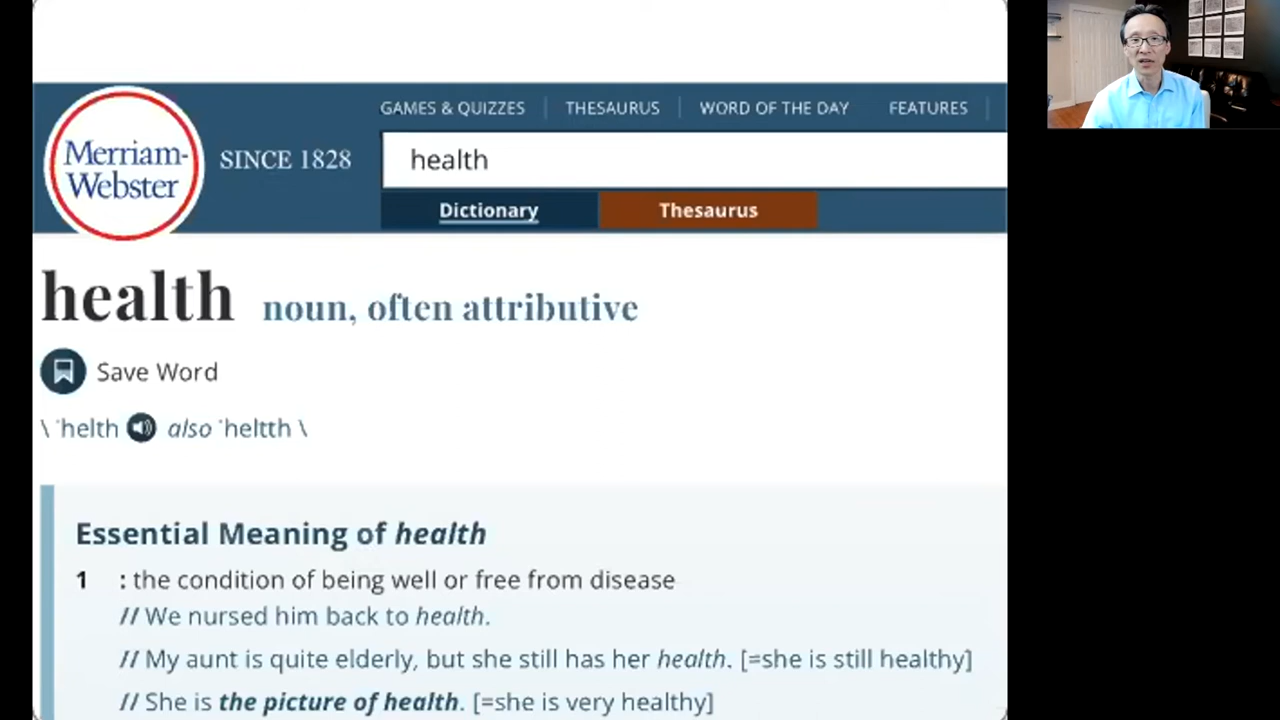 GAMES & QUIZZES THESAURUS WORD OF THE DAY FEATURES
Merriam-
Webster
SINCE 1828
health
Dictionary Thesaurus
health noun, often attributive
Save Word
\ ˈhelth also ˈheltth \
Essential Meaning of health
1 : the condition of being well or free from disease
// We nursed him back to health.
// My aunt is quite elderly, but she still has her health. [=she is still healthy]
// She is the picture of health. [=she is very healthy]